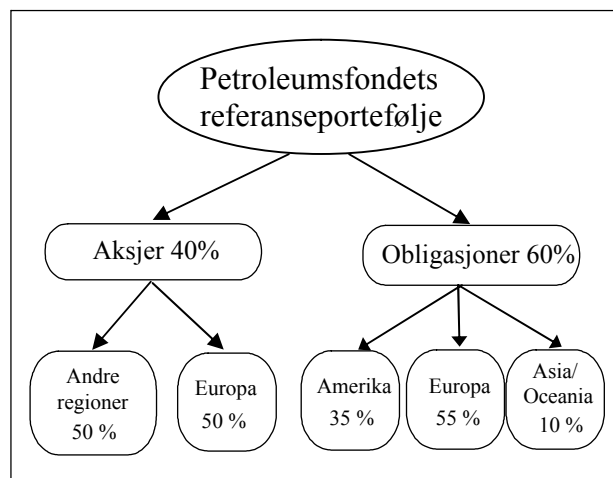 Petroleumsfondets
referanseportefølje
Aksjer 40%
Obligasjoner 60%
Andre
regioner
50 %
Europa
50 %
Amerika
35 %
Europa
55 %
Asia/
Oceania
10 %